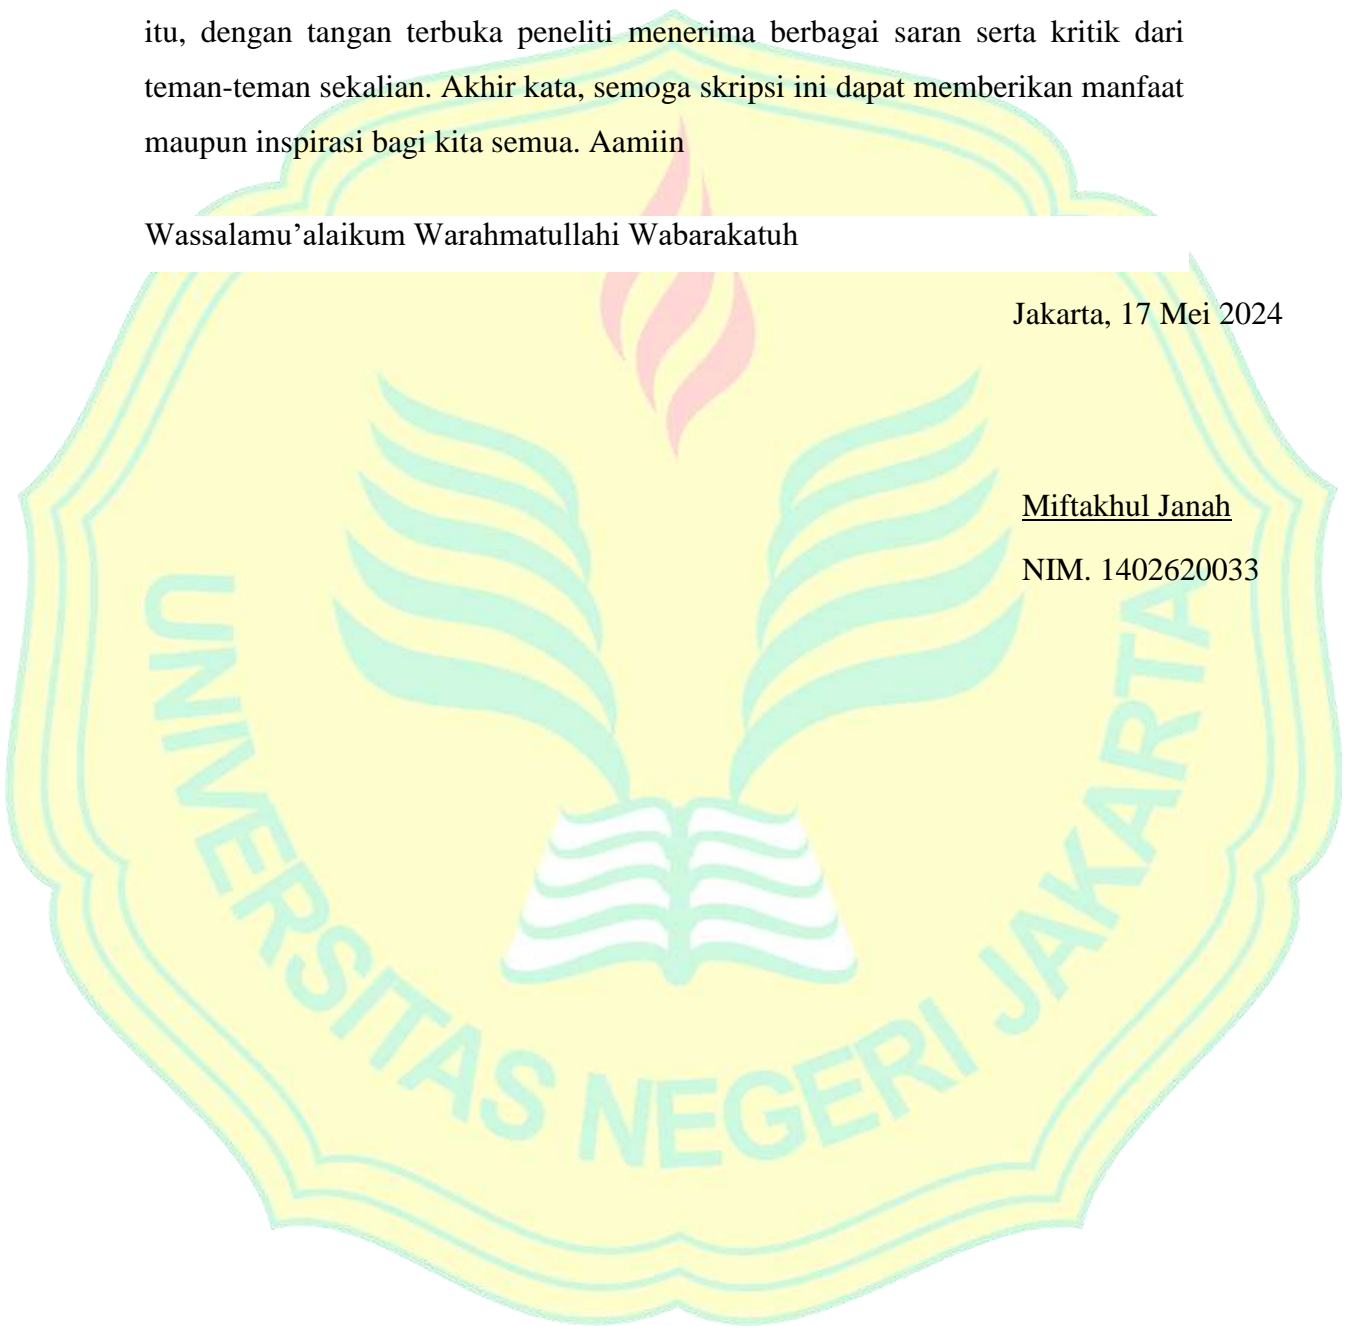 itu, dengan tangan terbuka peneliti menerima berbagai saran serta kritik dari
teman-teman sekalian. Akhir kata, semoga skripsi ini dapat memberikan manfaat
maupun inspirasi bagi kita semua. Aamiin
Wassalamu’alaikum Warahmatullahi Wabarakatuh
Jakarta, 17 Mei 2024
Miftakhul Janah
NIM. 1402620033
UNIVERSITAS NEGERI JAKARTA